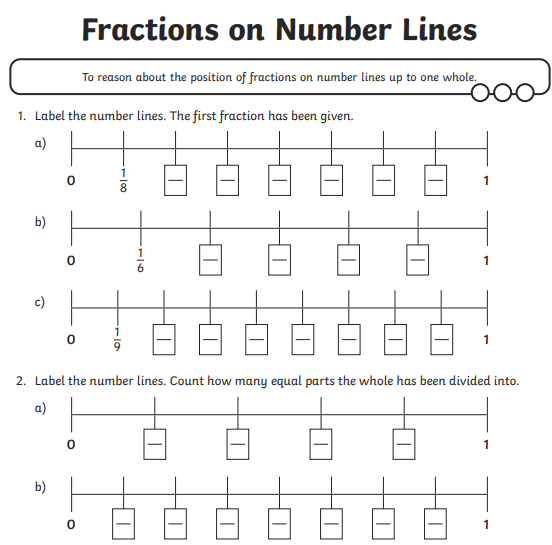 Fractions on Number Lines
To reason about the position of fractions on number lines up to one whole.
1. Label the number lines. The first fraction has been given.
a)
0 1/8 1
b)
0 1/6 1
c)
0 1/9 1
2. Label the number lines. Count how many equal parts the whole has been divided into.
a)
0 1
b)
0 1